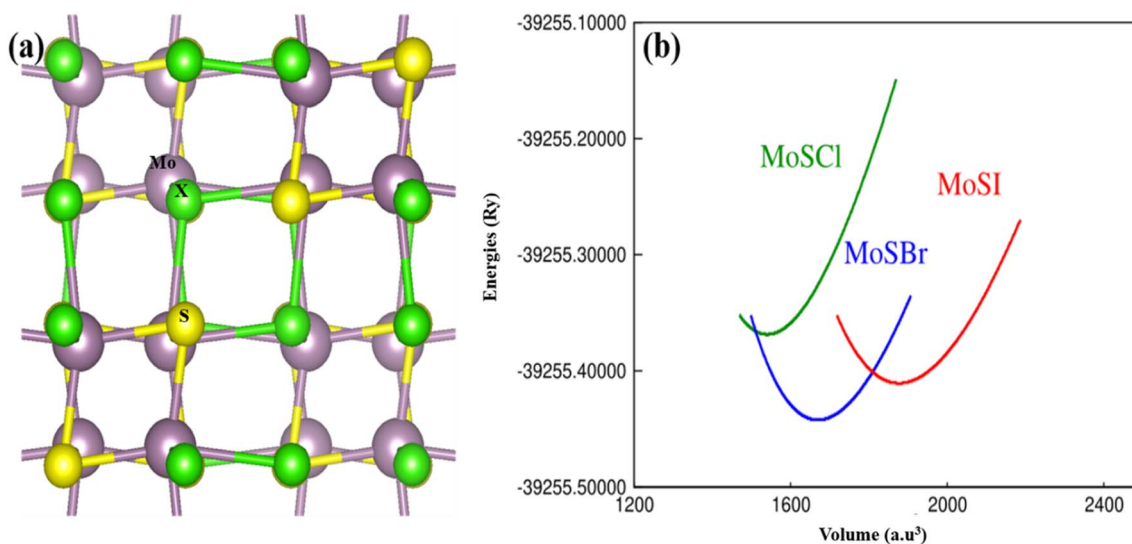 (a)
Mo
X
S
(b)
-39255.10000
-39255.20000
-39255.30000
-39255.40000
-39255.50000
Energies (Ry)
MoSCl
MoSI
MoSBr
1200
1600
2000
2400
Volume (a.u³)